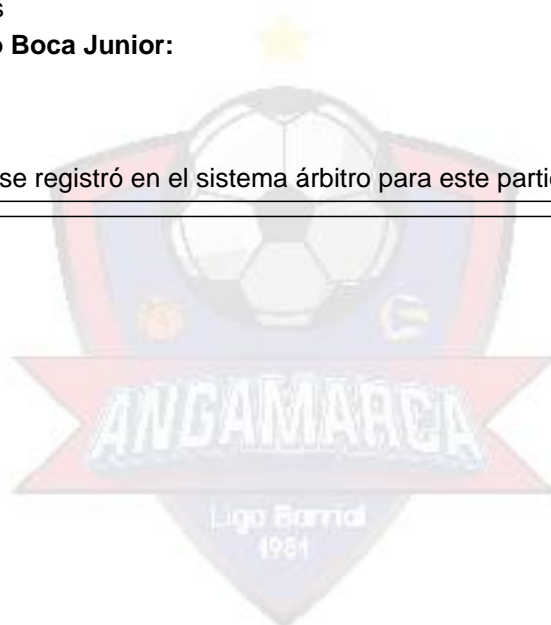 s
o Boca Junior:
se registró en el sistema árbitro para este parti
ANGAMARCA
Liga Barrial
1981